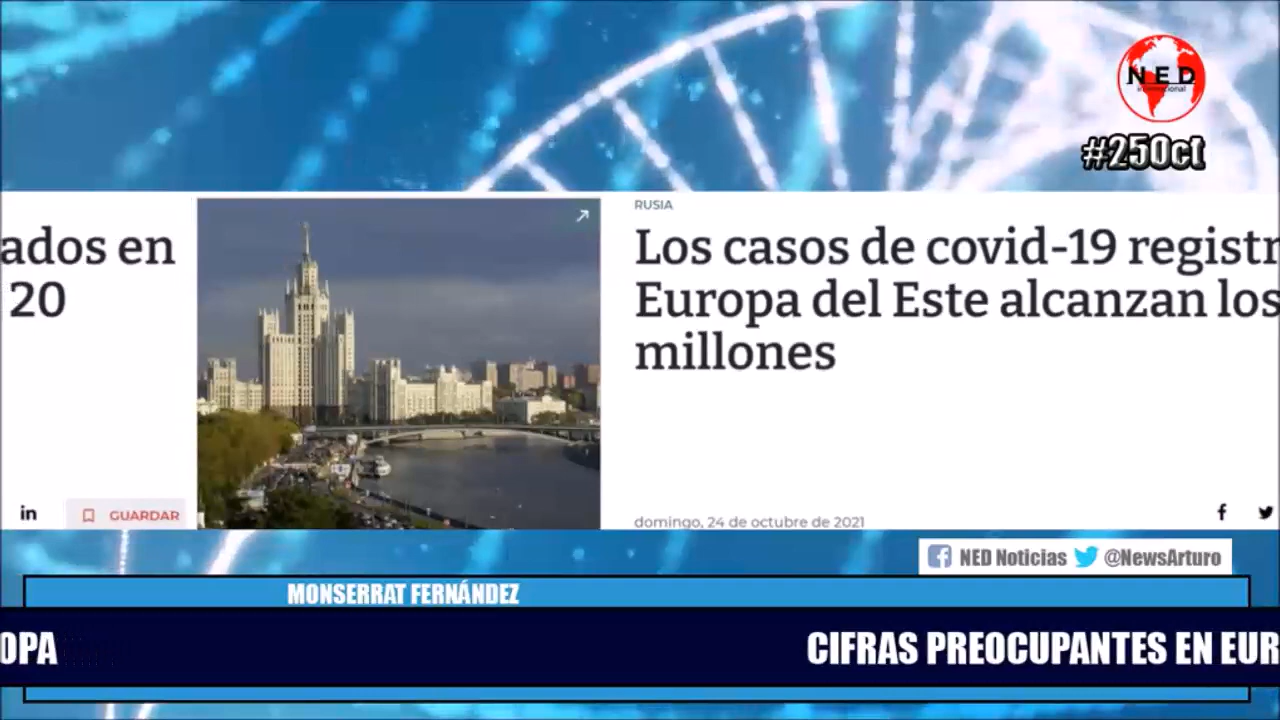 NED
internacional
#25Oct
RUSIA
ados en
20
Los casos de covid-19 registr
Europa del Este alcanzan los
millones
in
GUARDAR
domingo, 24 de octubre de 2021
NED Noticias @NewsArturo
MONSERRAT FERNÁNDEZ
OPA
CIFRAS PREOCUPANTES EN EUR